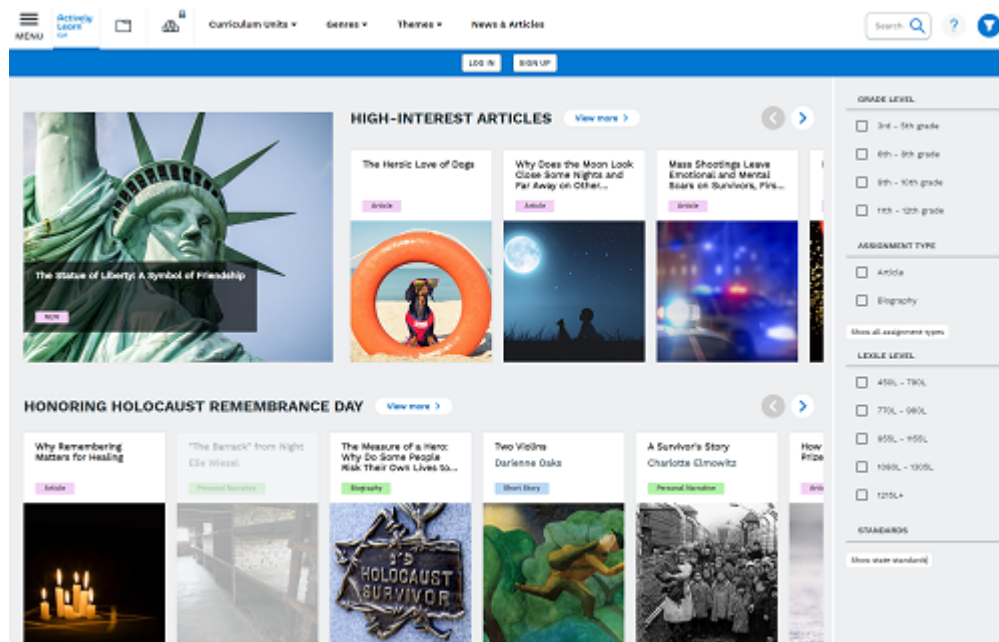 MENU
Actively
Learn
Curriculum Units
Genres
Themes
News & Articles
Search
?
LOG IN
SIGN UP
The Statue of Liberty: A Symbol of Friendship
HIGH-INTEREST ARTICLES
View more >
The Heroic Love of Dogs
Article
Why Does the Moon Look
Close Some Nights and
Far Away on Other...
Article
Mass Shootings Leave
Emotional and Mental
Scars on Survivors, Firs...
Article
HONORING HOLOCAUST REMEMBRANCE DAY
View more >
Why Remembering
Matters for Healing
Article
"The Barrack" from Night
Elie Wiesel
Personal Narrative
The Measure of a Hero:
Why Do Some People
Risk Their Own Lives to...
Biography
HOLOCAUST
SURVIVOR
Two Violins
Darienne Oaks
Short Story
A Survivor's Story
Charlotte Elmowitz
Personal Narrative
How
Prize
GRADE LEVEL
3rd - 5th grade
6th - 8th grade
9th - 10th grade
11th - 12th grade
ASSIGNMENT TYPE
Article
Biography
Show all assignment types
LEXILE LEVEL
770L - 980L
1215L+
STANDARDS
Show state standards